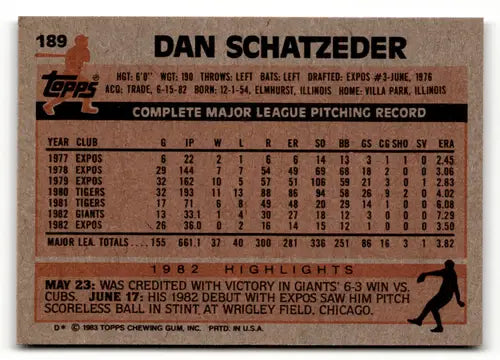 189
DAN SCHATZEDER
Topps
HGT: 6'0" WGT: 190 THROWS: LEFT BATS: LEFT DRAFTED: EXPOS #3-JUNE, 1976
ACQ: TRADE, 6-15-82 BORN: 12-1-54, ELMHURST, ILLINOIS HOME: VILLA PARK, ILLINOIS
COMPLETE MAJOR LEAGUE PITCHING RECORD
YEAR CLUB G IP W L R ER SO BB GS CG SHO SV ERA
1977 EXPOS 6 22 2 1 6 6 14 13 3 1 1 0 2.45
1978 EXPOS 29 144 7 7 54 49 69 68 18 2 0 0 3.06
1979 EXPOS 32 162 10 5 57 51 106 59 21 3 0 1 2.83
1980 TIGERS 32 193 11 13 88 86 94 58 26 9 2 0 4.02
1981 TIGERS 17 71 6 8 49 48 20 29 14 1 0 0 6.08
1982 GIANTS 13 33.1 1 4 30 27 18 12 3 0 0 0 7.29
1982 EXPOS 26 36.0 0 2 16 14 15 12 1 0 0 0 3.50
MAJOR LEA. TOTALS 155 661.1 37 40 300 281 335 251 86 16 3 1 3.82
1982 HIGHLIGHTS
MAY 23: WAS CREDITED WITH VICTORY IN GIANTS' 6-3 WIN VS.
CUBS. JUNE 17: HIS 1982 DEBUT WITH EXPOS SAW HIM PITCH
SCORELESS BALL IN STINT AT WRIGLEY FIELD, CHICAGO.
D* © 1983 TOPPS CHEWING GUM, INC. PRTD. IN U.S.A.